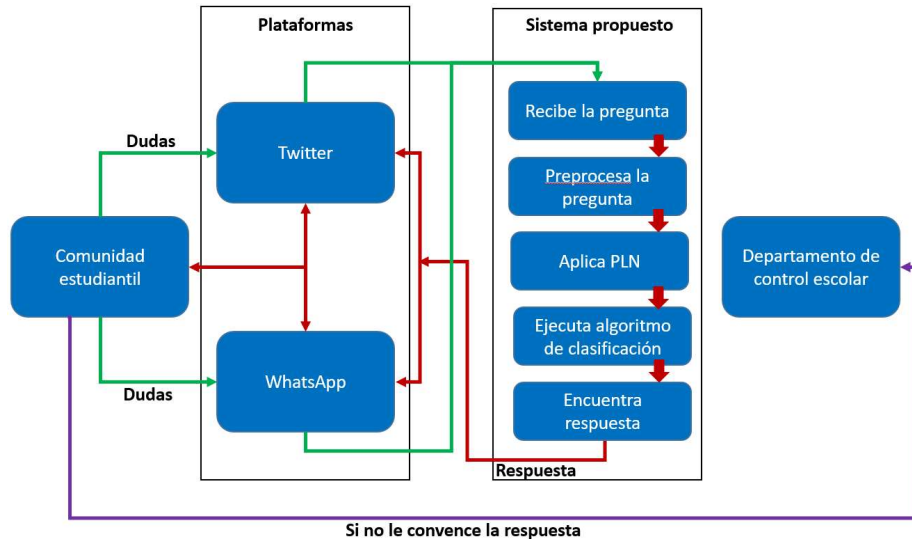 Plataformas
Sistema propuesto
Recibe la pregunta
Dudas
Twitter
Preprocesa la
pregunta
Comunidad
estudiantil
Aplica PLN
Departamento de
control escolar
Ejecuta algoritmo
de clasificación
WhatsApp
Dudas
Encuentra
respuesta
Respuesta
Si no le convence la respuesta